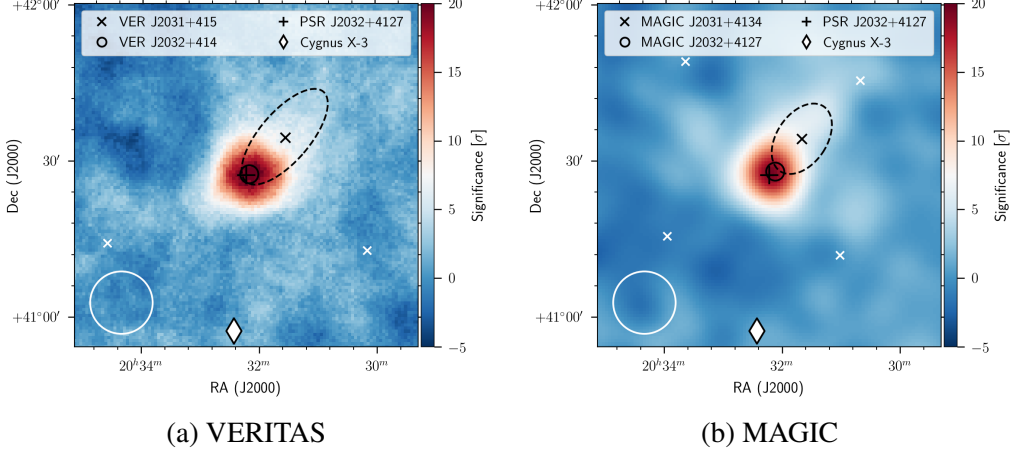 VER J2031+415
PSR J2032+4127
VER J2032+414
Cygnus X-3
+42°00′
30′
+41°00′
Dec (J2000)
20ʰ34ᵐ
32ᵐ
30ᵐ
RA (J2000)
20
15
10
5
0
−5
Significance [σ]
(a) VERITAS
MAGIC J2031+4134
PSR J2032+4127
MAGIC J2032+4127
Cygnus X-3
+42°00′
30′
+41°00′
Dec (J2000)
20ʰ34ᵐ
32ᵐ
30ᵐ
RA (J2000)
20
15
10
5
0
−5
Significance [σ]
(b) MAGIC